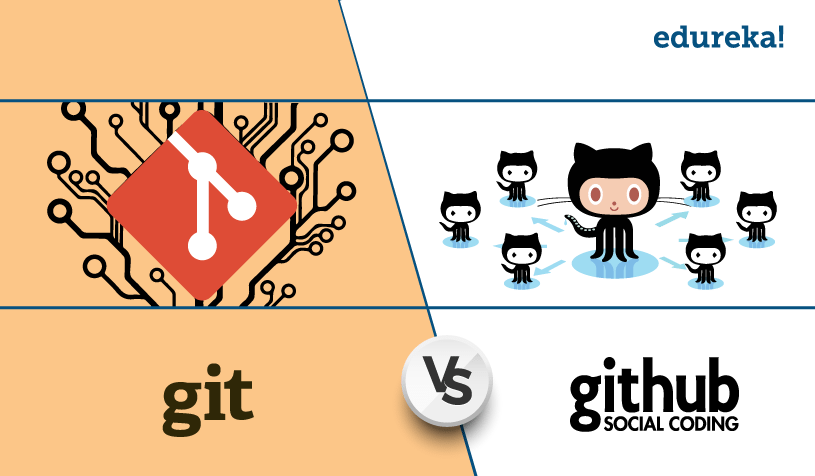 edureka!
git
VS
github
SOCIAL CODING